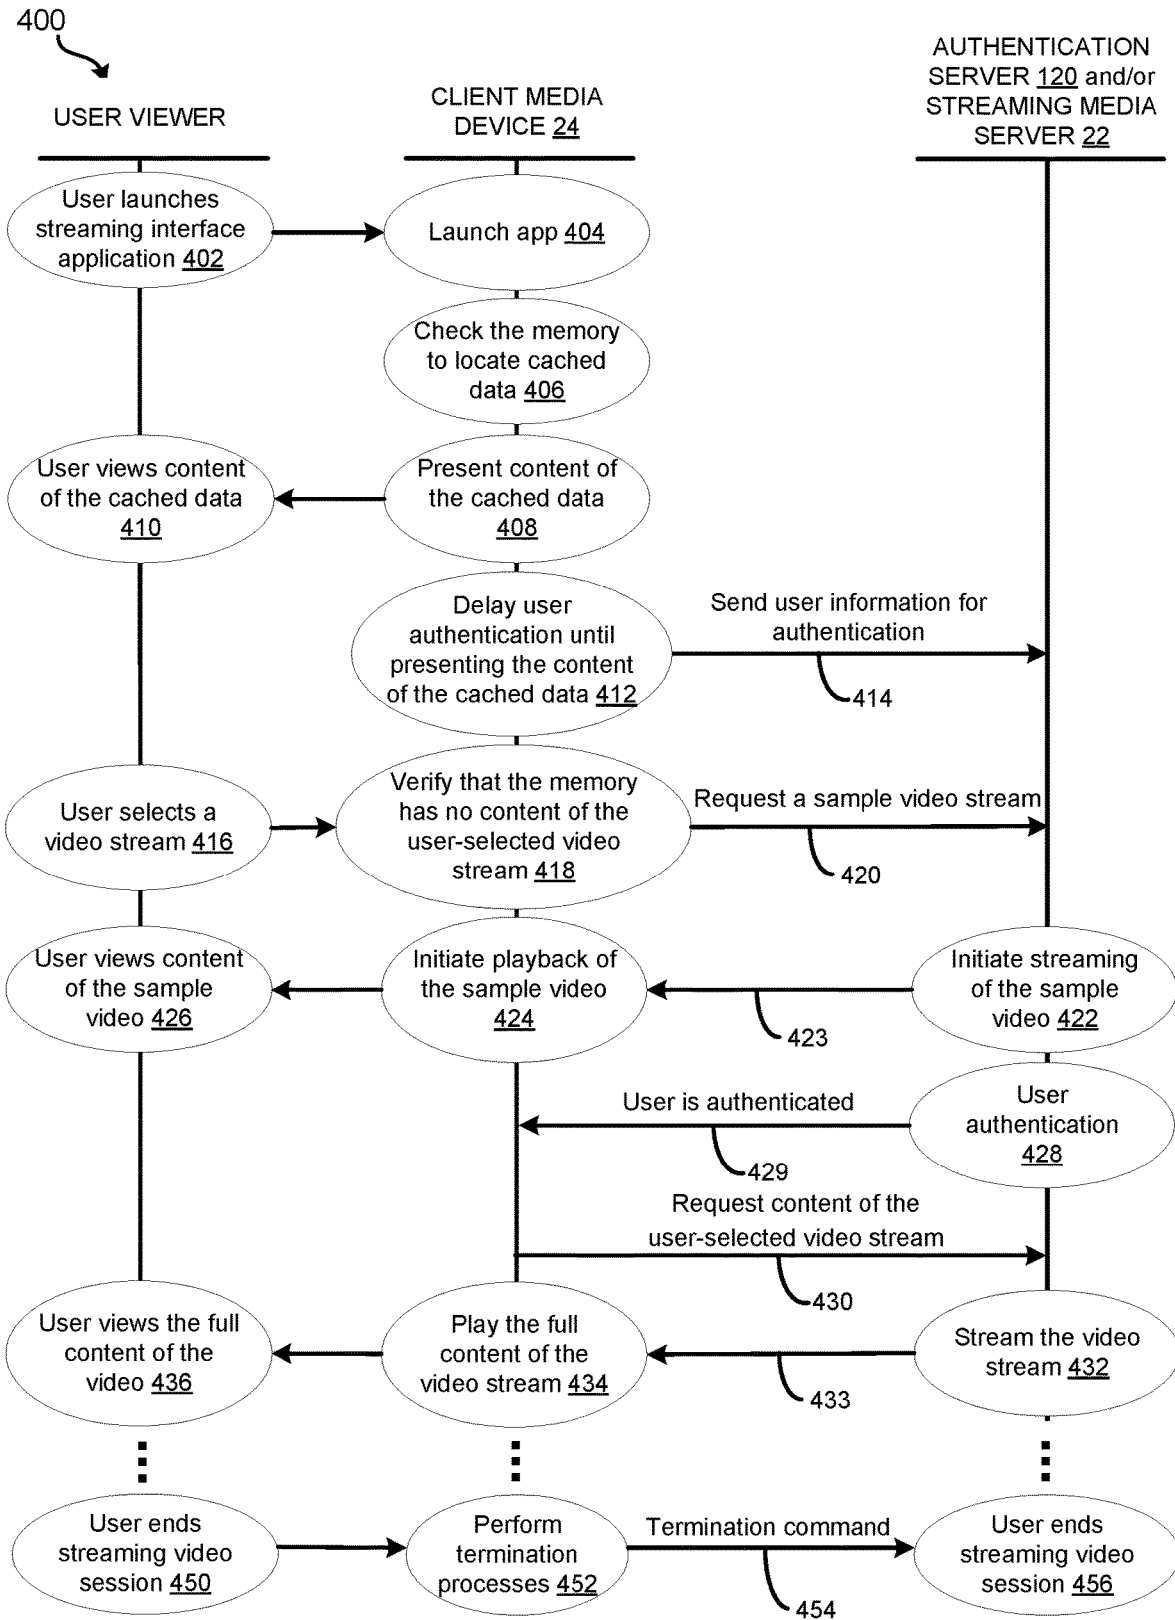 400
USER VIEWER
CLIENT MEDIA
DEVICE 24
AUTHENTICATION
SERVER 120 and/or
STREAMING MEDIA
SERVER 22
User launches
streaming interface
application 402
Launch app 404
Check the memory
to locate cached
data 406
User views content
of the cached data
410
Present content of
the cached data
408
Delay user
authentication until
presenting the content
of the cached data 412
Send user information for
authentication
414
User selects a
video stream 416
Verify that the memory
has no content of the
user-selected video
stream 418
Request a sample video stream
420
User views content
of the sample
video 426
Initiate playback of
the sample video
424
423
Initiate streaming
of the sample
video 422
User is authenticated
429
User
authentication
428
Request content of the
user-selected video stream
430
User views the full
content of the
video 436
Play the full
content of the
video stream 434
433
Stream the video
stream 432
User ends
streaming video
session 450
Perform
termination
processes 452
Termination command
454
User ends
streaming video
session 456